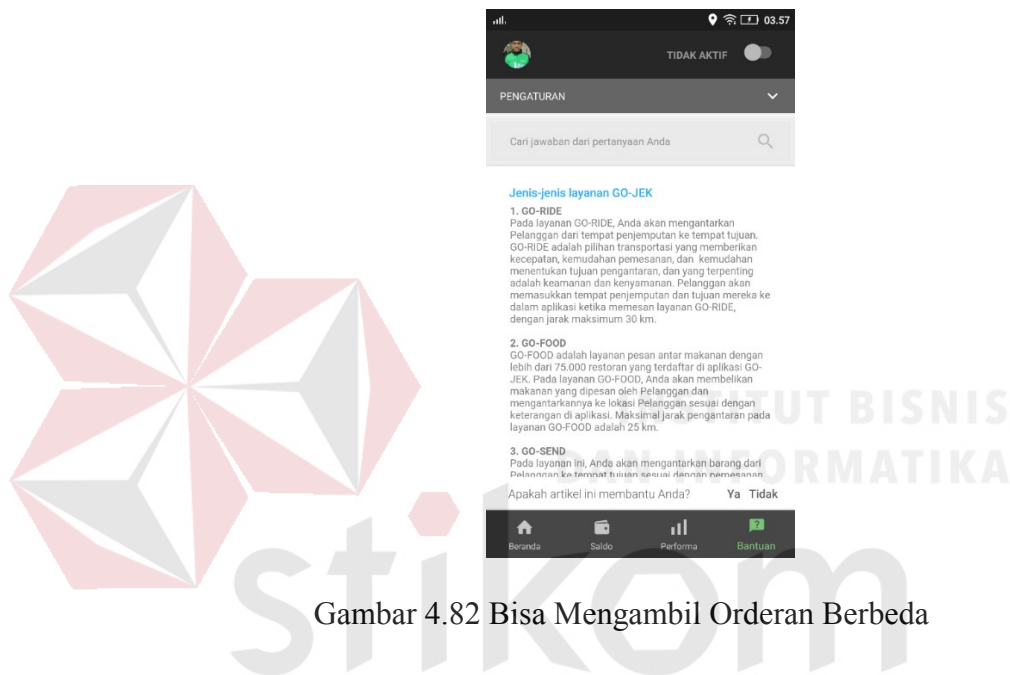 03.57
TIDAK AKTIF
PENGATURAN
Cari jawaban dari pertanyaan Anda
Jenis-jenis layanan GO-JEK
1. GO-RIDE
Pada layanan GO-RIDE, Anda akan mengantarkan
Pelanggan dari tempat penjemputan ke tempat tujuan.
GO-RIDE adalah pilihan transportasi yang memberikan
kecepatan, kemudahan pemesanan, dan kemudahan
menentukan tujuan pengantaran, dan yang terpenting
adalah keamanan dan kenyamanan. Pelanggan akan
memasukkan tempat penjemputan dan tujuan mereka ke
dalam aplikasi ketika memesan layanan GO-RIDE,
dengan jarak maksimum 30 km.
2. GO-FOOD
GO-FOOD adalah layanan pesan antar makanan dengan
lebih dari 75.000 restoran yang terdaftar di aplikasi GO-
JEK. Pada layanan GO-FOOD, Anda akan membelikan
makanan yang dipesan oleh Pelanggan dan
mengantarkannya ke lokasi Pelanggan sesuai dengan
keterangan di aplikasi. Maksimal jarak pengantaran pada
layanan GO-FOOD adalah 25 km.
3. GO-SEND
Pada layanan ini, Anda akan mengantarkan barang dari
Pelanggan ke tempat tujuan sesuai dengan pemesanan
Apakah artikel ini membantu Anda? Ya Tidak
Beranda Saldo Performa Bantuan
INSTITUT BISNIS
DAN INFORMATIKA
stikom
Gambar 4.82 Bisa Mengambil Orderan Berbeda